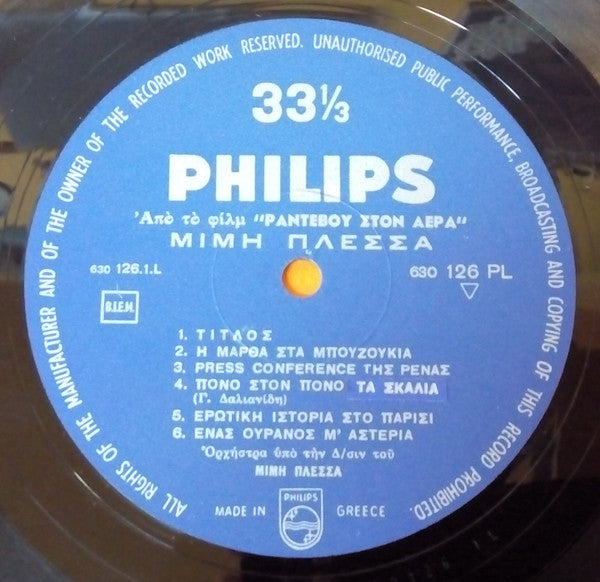 ALL RIGHTS OF THE MANUFACTURER AND OF THE OWNER OF THE RECORDED WORK RESERVED. UNAUTHORISED PUBLIC PERFORMANCE, BROADCASTING AND COPYING OF THIS RECORD PROHIBITED.
33⅓
PHILIPS
Ἀπὸ τὸ φίλμ "ΡΑΝΤΕΒΟΥ ΣΤΟΝ ΑΕΡΑ"
ΜΙΜΗ ΠΛΕΣΣΑ
630 126.1.L
630 126 PL
B.I.E.M.
1. ΤΙΤΛΟΣ
2. Η ΜΑΡΘΑ ΣΤΑ ΜΠΟΥΖΟΥΚΙΑ
3. PRESS CONFERENCE ΤΗΣ ΡΕΝΑΣ
4. ΠΟΝΟ ΣΤΟΝ ΠΟΝΟ ΤΑ ΣΚΑΛΙΑ
(Γ. Δαλιανίδη)
5. ΕΡΩΤΙΚΗ ΙΣΤΟΡΙΑ ΣΤΟ ΠΑΡΙΣΙ
6. ΕΝΑΣ ΟΥΡΑΝΟΣ Μ' ΑΣΤΕΡΙΑ
Ὀρχήστρα ὑπὸ τὴν Δ/σιν τοῦ
ΜΙΜΗ ΠΛΕΣΣΑ
MADE IN PHILIPS GREECE